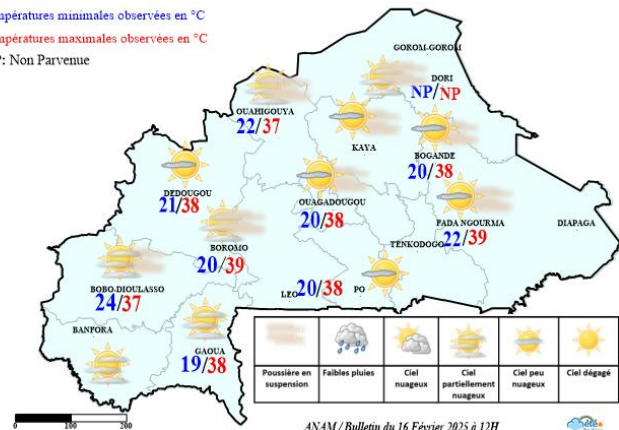 empératures minimales observées en °C
empératures maximales observées en °C
: Non Parvenue
GOROM-GOROM
DORI
NP/NP
OUAHIGOUYA
22/37
KAYA
BOGANDE
20/38
DEDOUGOU
21/38
OUAGADOUGOU
20/38
FADA NGOURMA
22/39
DIAPAGA
TENKODOGO
BOROMO
20/39
BOBO-DIOULASSO
24/37
LEO
20/38
PO
BANFORA
GAOUA
19/38
Poussière en suspension
Faibles pluies
Ciel nuageux
Ciel partiellement nuageux
Ciel peu nuageux
Ciel dégagé
0 100 200
ANAM / Bulletin du 16 Février 2025 à 12H